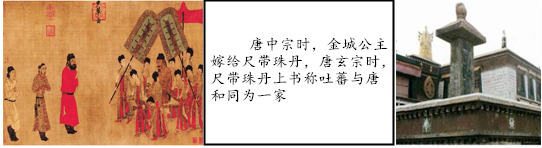 唐中宗时，金城公主
嫁给尺带珠丹，唐玄宗时，
尺带珠丹上书称吐蕃与唐
和同为一家